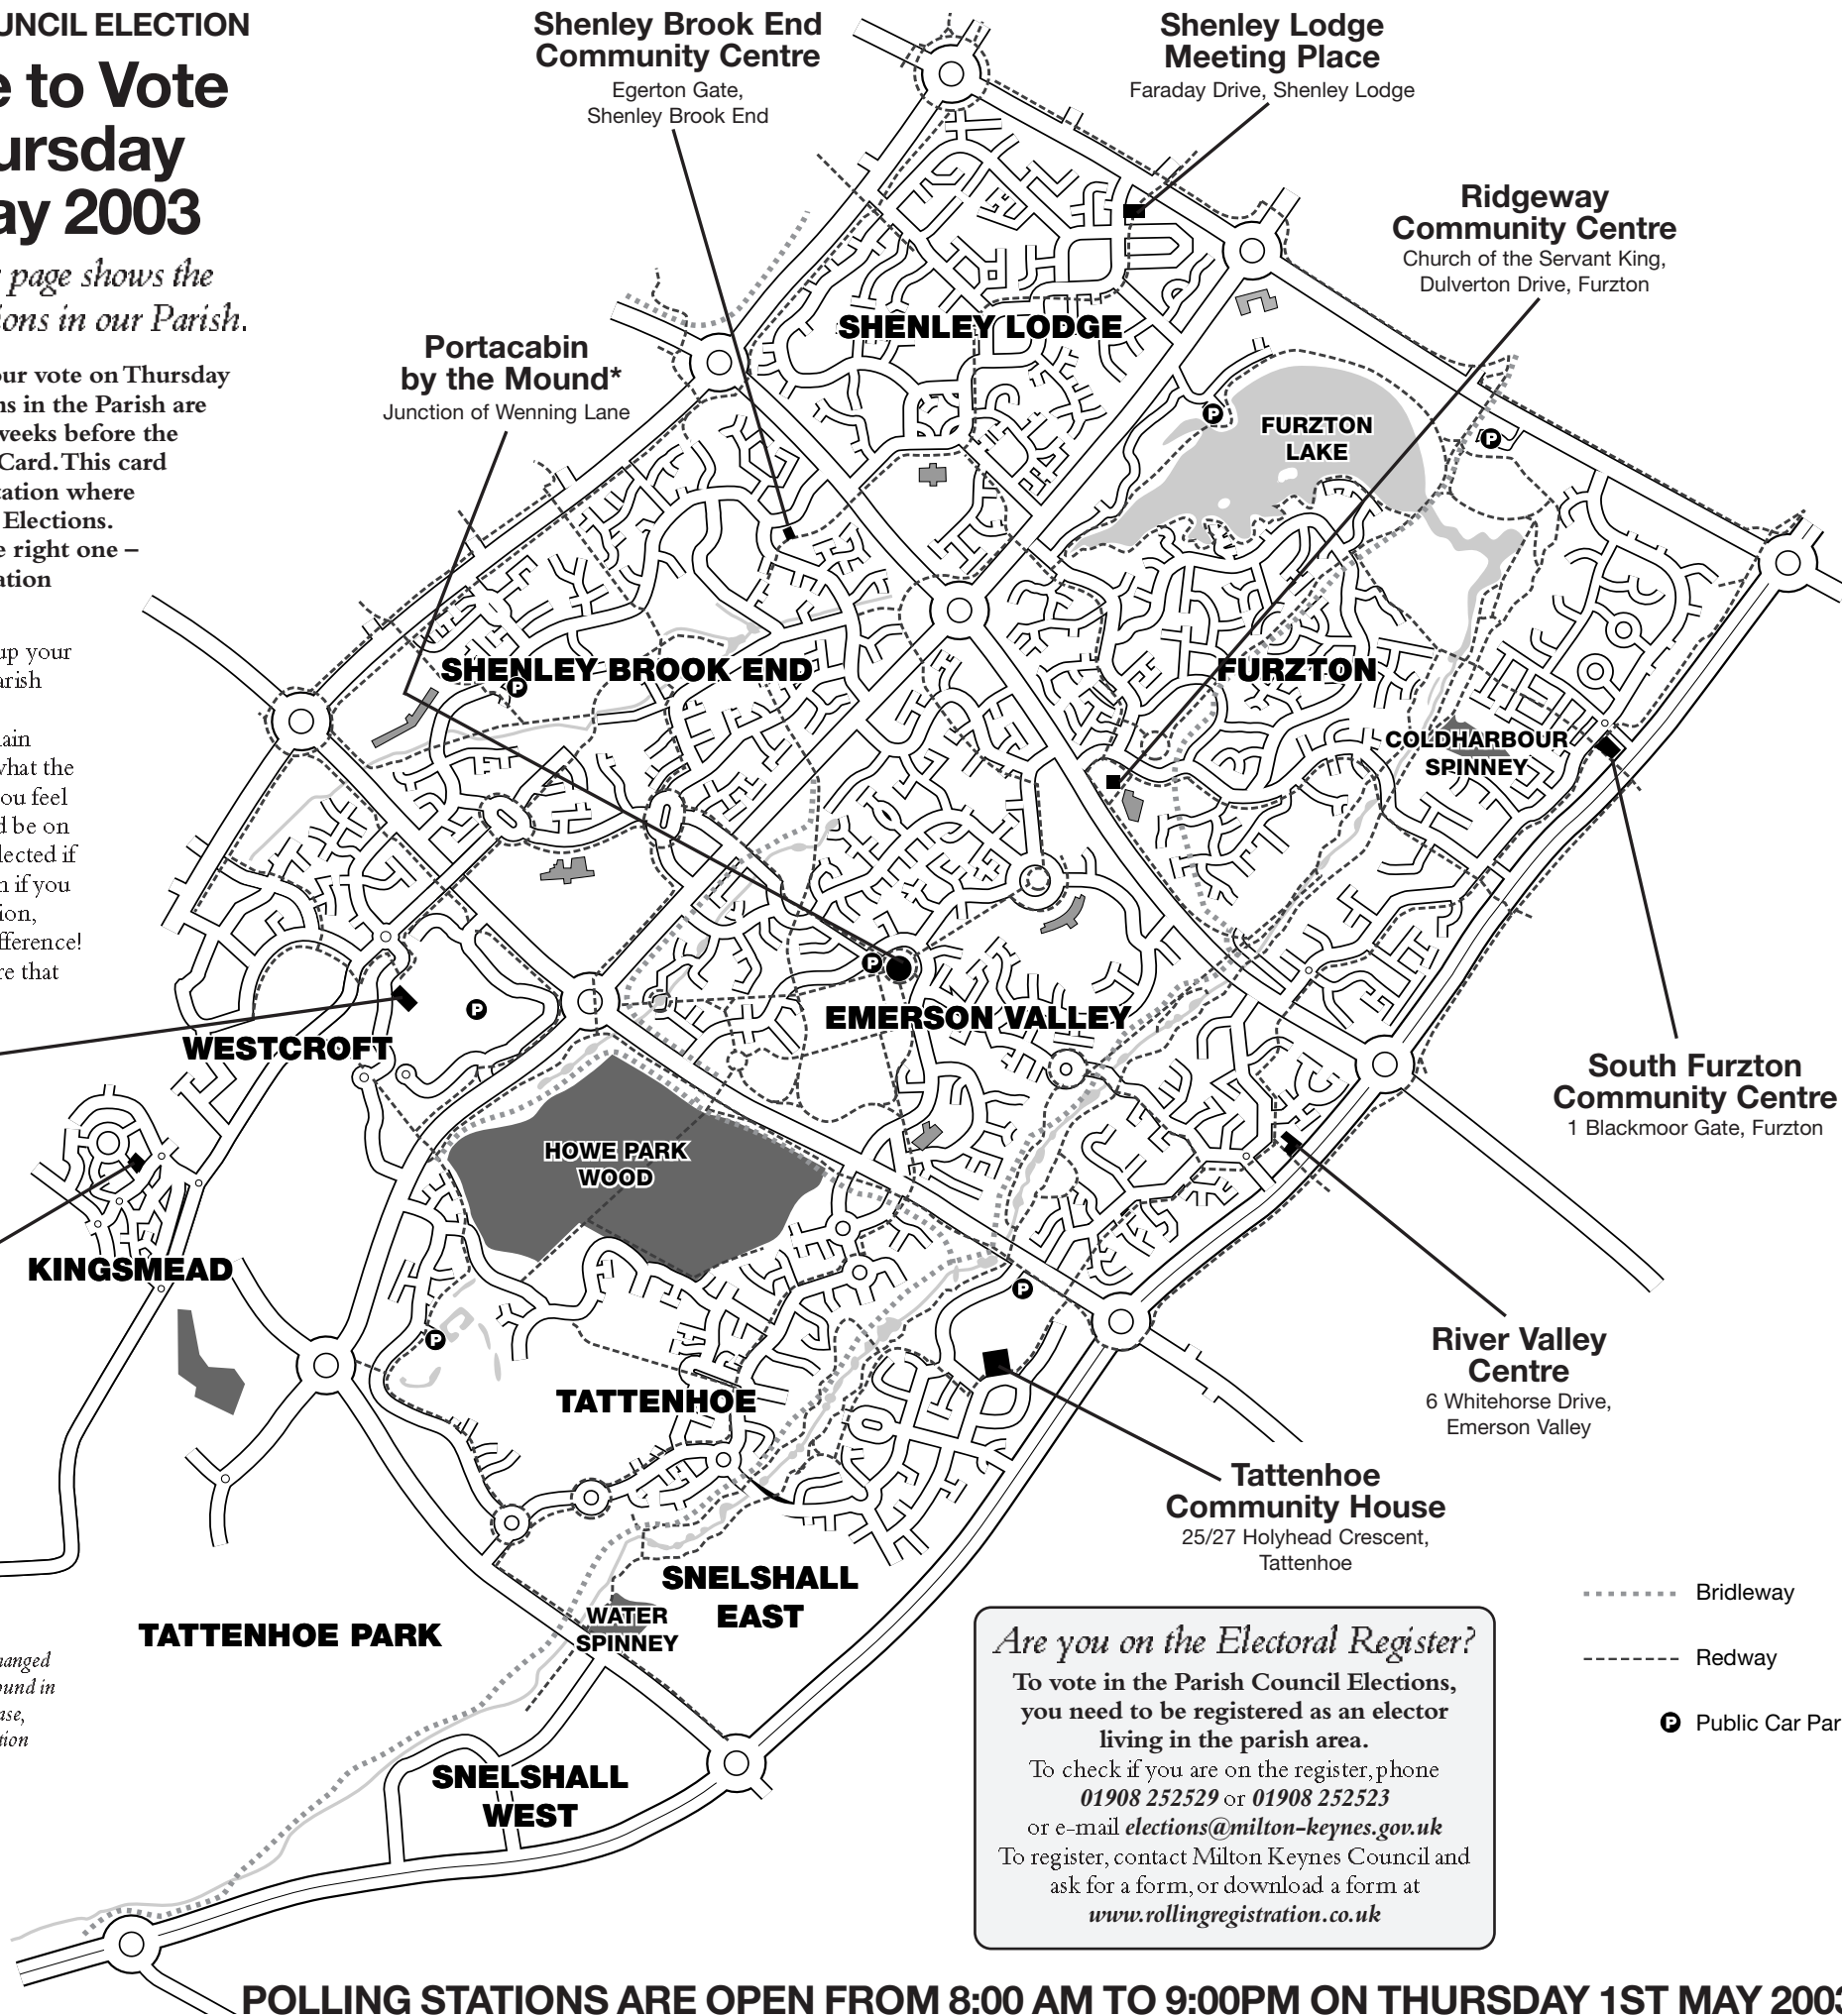 UNCIL ELECTION
e to Vote
ursday
ay 2003
page shows the
ions in our Parish.
our vote on Thursday
ns in the Parish are
weeks before the
Card. This card
tation where
Elections.
e right one –
ation
up your
arish
ain
what the
ou feel
d be on
lected if
n if you
ion,
fference!
re that
Shenley Brook End
Community Centre
Egerton Gate,
Shenley Brook End
Shenley Lodge
Meeting Place
Faraday Drive, Shenley Lodge
Ridgeway
Community Centre
Church of the Servant King,
Dulverton Drive, Furzton
Portacabin
by the Mound*
Junction of Wenning Lane
SHENLEY LODGE
P
FURZTON
LAKE
P
SHENLEY BROOK END
P
FURZTON
COLDHARBOUR
SPINNEY
P
EMERSON VALLEY
P
WESTCROFT
South Furzton
Community Centre
1 Blackmoor Gate, Furzton
HOWE PARK
WOOD
KINGSMEAD
P
P
River Valley
Centre
6 Whitehorse Drive,
Emerson Valley
TATTENHOE
Tattenhoe
Community House
25/27 Holyhead Crescent,
Tattenhoe
SNELSHALL
EAST
WATER
SPINNEY
TATTENHOE PARK
hanged
ound in
ase,
tion
SNELSHALL
WEST
Bridleway
Redway
P Public Car Par
Are you on the Electoral Register?
To vote in the Parish Council Elections,
you need to be registered as an elector
living in the parish area.
To check if you are on the register, phone
01908 252529 or 01908 252523
or e-mail elections@milton-keynes.gov.uk
To register, contact Milton Keynes Council and
ask for a form, or download a form at
www.rollingregistration.co.uk
POLLING STATIONS ARE OPEN FROM 8:00 AM TO 9:00PM ON THURSDAY 1ST MAY 200